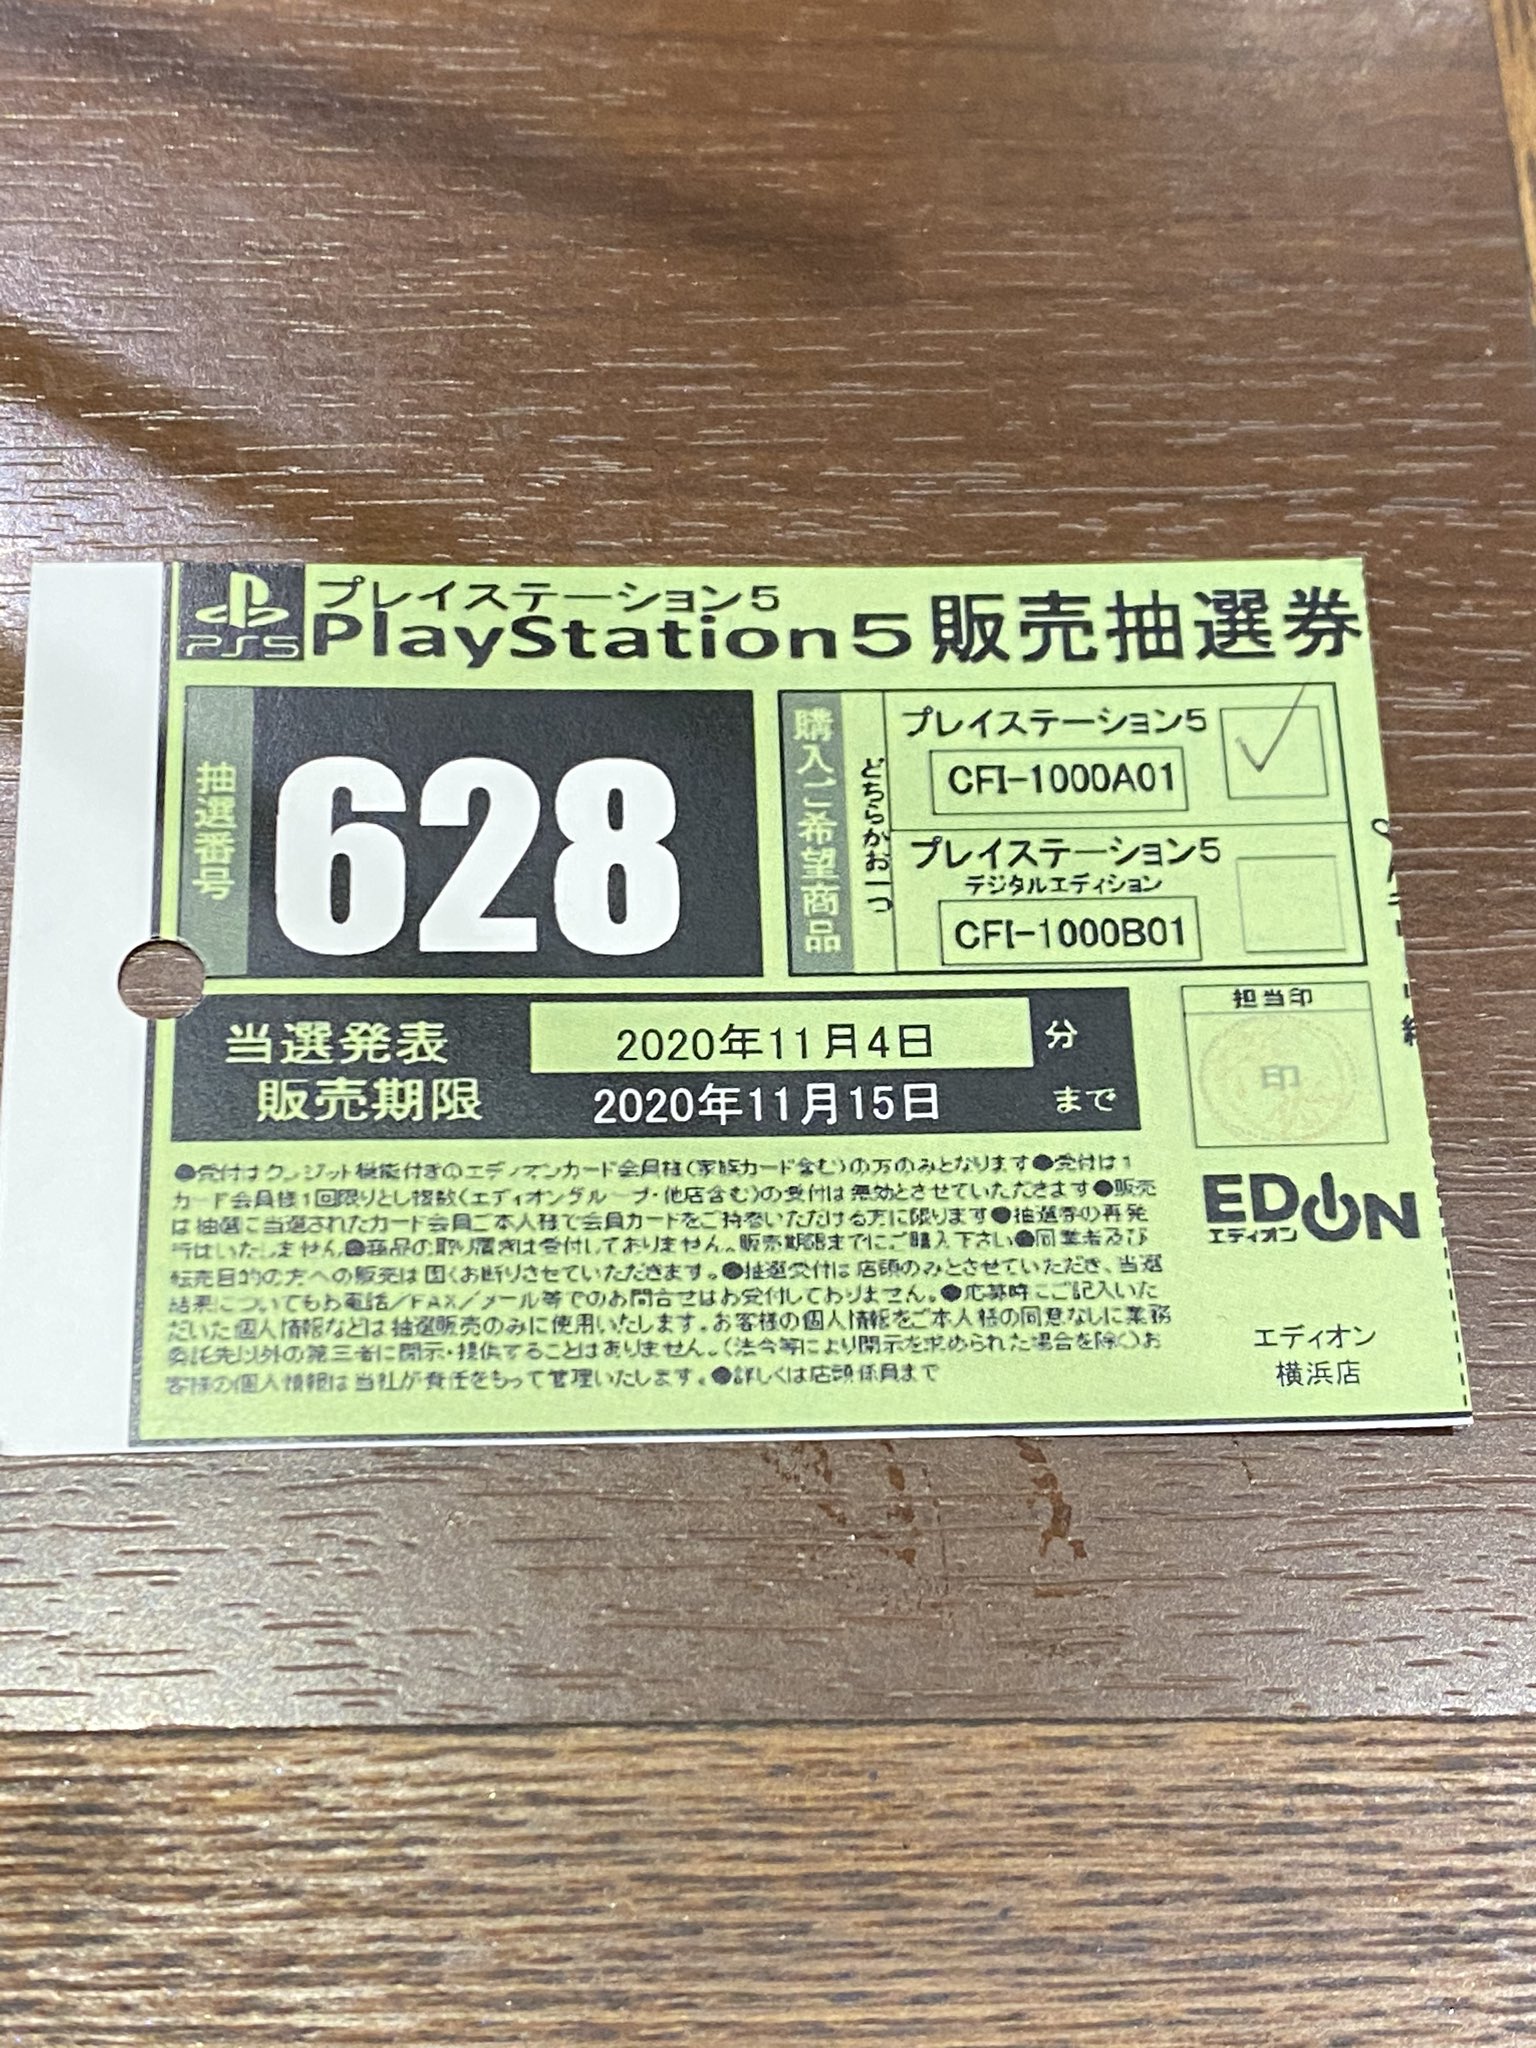 プレイステーション5
PS5 PlayStation5 販売抽選券
抽選番号
628
購入ご希望商品
どちらかお一つ
プレイステーション5
CFI-1000A01
プレイステーション5
デジタルエディション
CFI-1000B01
当選発表 2020年11月4日 分
販売期限 2020年11月15日 まで
担当印
印
●受付はクレジット機能付きのエディオンカード会員様(家族カード含む)の方のみとなります●受付は1
カード会員様1回限りとし複数(エディオングループ・他店含む)の受付は無効とさせていただきます●販売
は抽選に当選されたカード会員ご本人様で会員カードをご持参いただける方に限ります●抽選券の再発
行はいたしません●商品の取り置きは受付しておりません。販売期限までにご購入下さい●同業者及び
転売目的の方への販売は固くお断りさせていただきます。●抽選受付は店頭のみとさせていただき、当選
結果についてもお電話/FAX/メール等でのお問合せはお受付しておりません。●応募時にご記入いた
だいた個人情報などは抽選販売のみに使用いたします。お客様の個人情報をご本人様の同意なしに業務
委託先以外の第三者に開示・提供することはありません。(法令等により開示を求められた場合を除く)お
客様の個人情報は当社が責任をもって管理いたします。●詳しくは店頭係員まで
EDION
エディオン
エディオン
横浜店